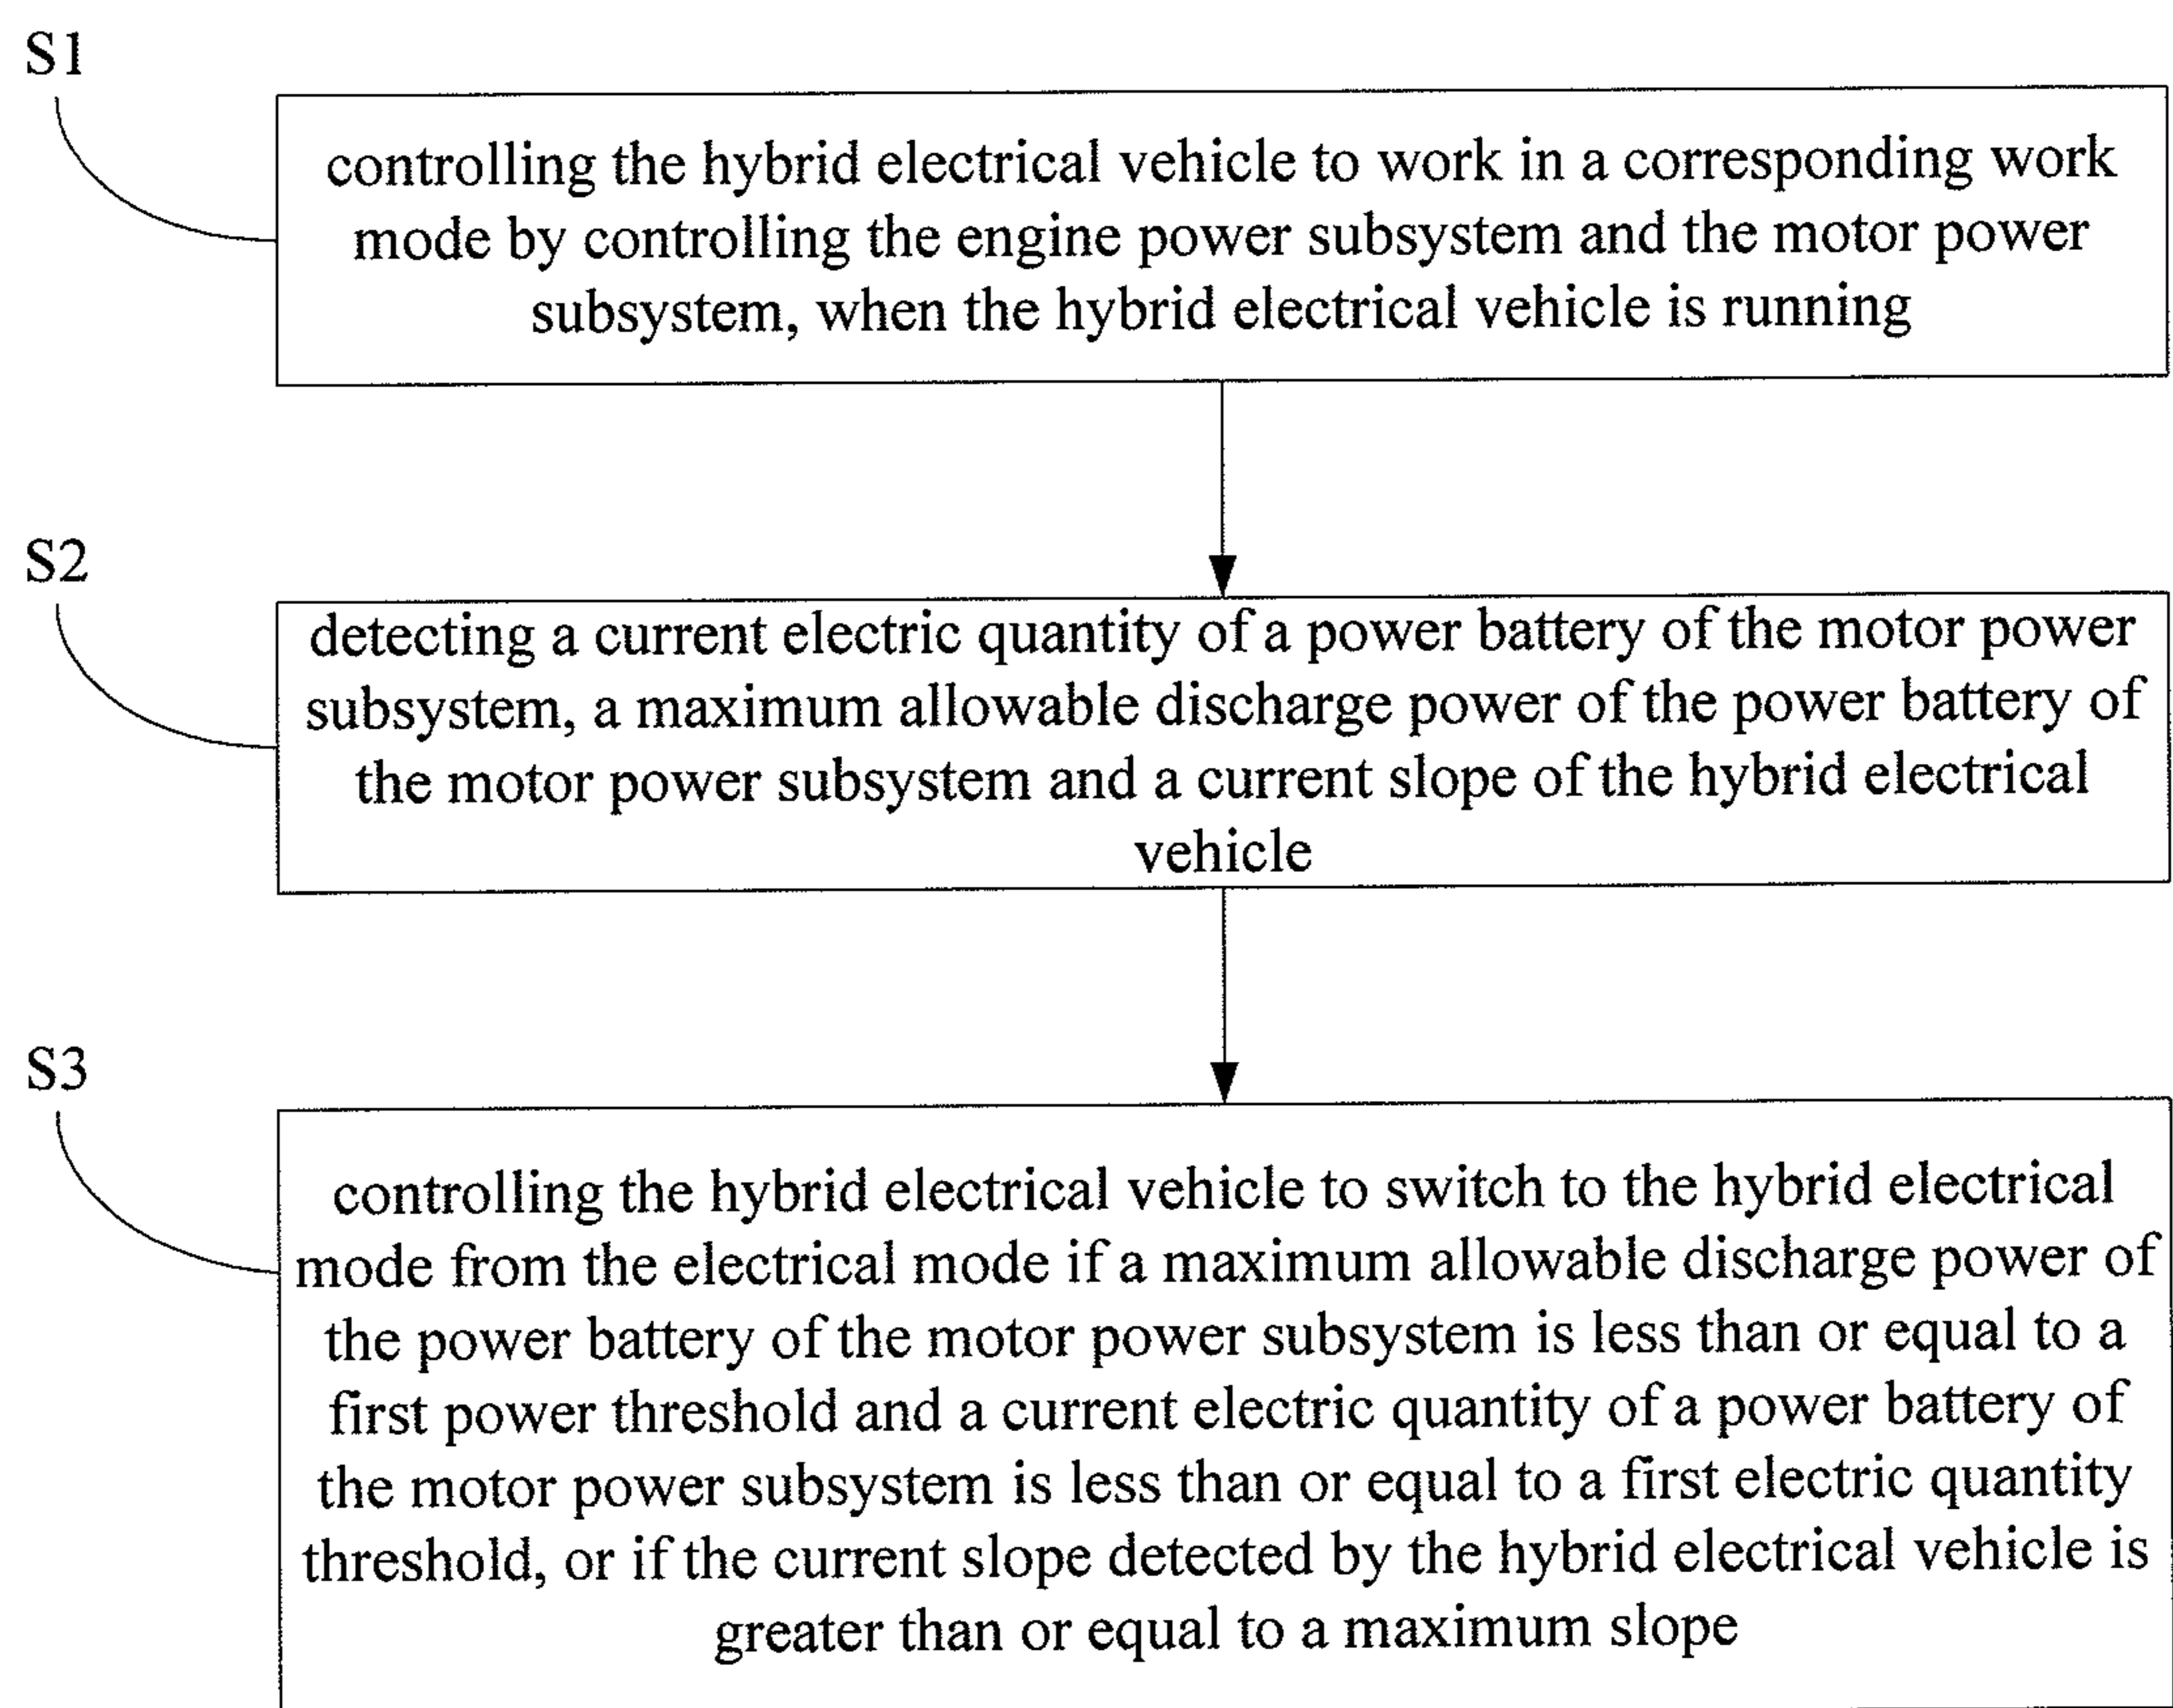 S1
controlling the hybrid electrical vehicle to work in a corresponding work
mode by controlling the engine power subsystem and the motor power
subsystem, when the hybrid electrical vehicle is running
S2
detecting a current electric quantity of a power battery of the motor power
subsystem, a maximum allowable discharge power of the power battery of
the motor power subsystem and a current slope of the hybrid electrical
vehicle
S3
controlling the hybrid electrical vehicle to switch to the hybrid electrical
mode from the electrical mode if a maximum allowable discharge power of
the power battery of the motor power subsystem is less than or equal to a
first power threshold and a current electric quantity of a power battery of
the motor power subsystem is less than or equal to a first electric quantity
threshold, or if the current slope detected by the hybrid electrical vehicle is
greater than or equal to a maximum slope